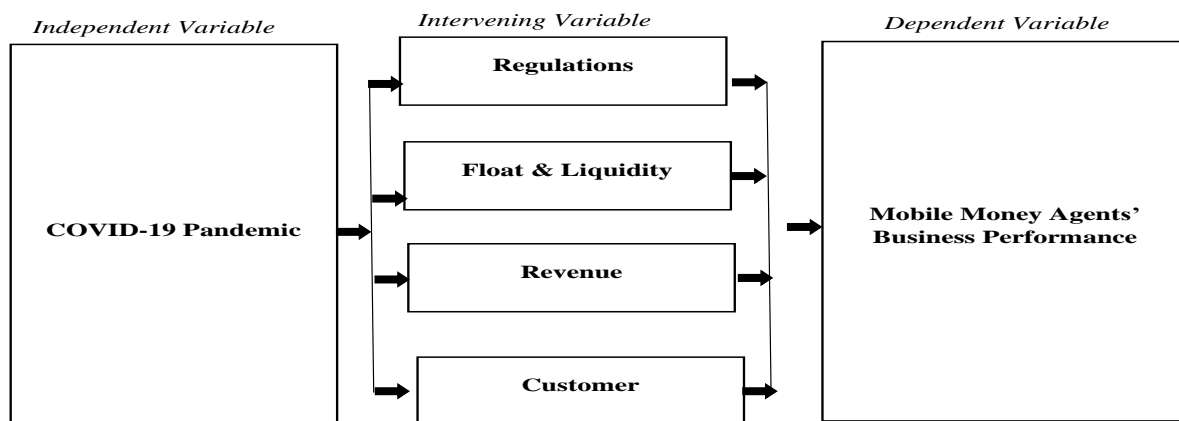 Independent Variable
Intervening Variable
Dependent Variable
Regulations
Float & Liquidity
COVID-19 Pandemic
Mobile Money Agents’
Business Performance
Revenue
Customer